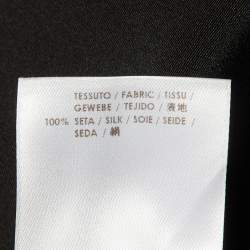 TESSUTO / FABRIC / TISSU /
GEWEBE / TEJIDO / 表地
100% SETA / SILK / SOIE / SEIDE /
SEDA / 絹